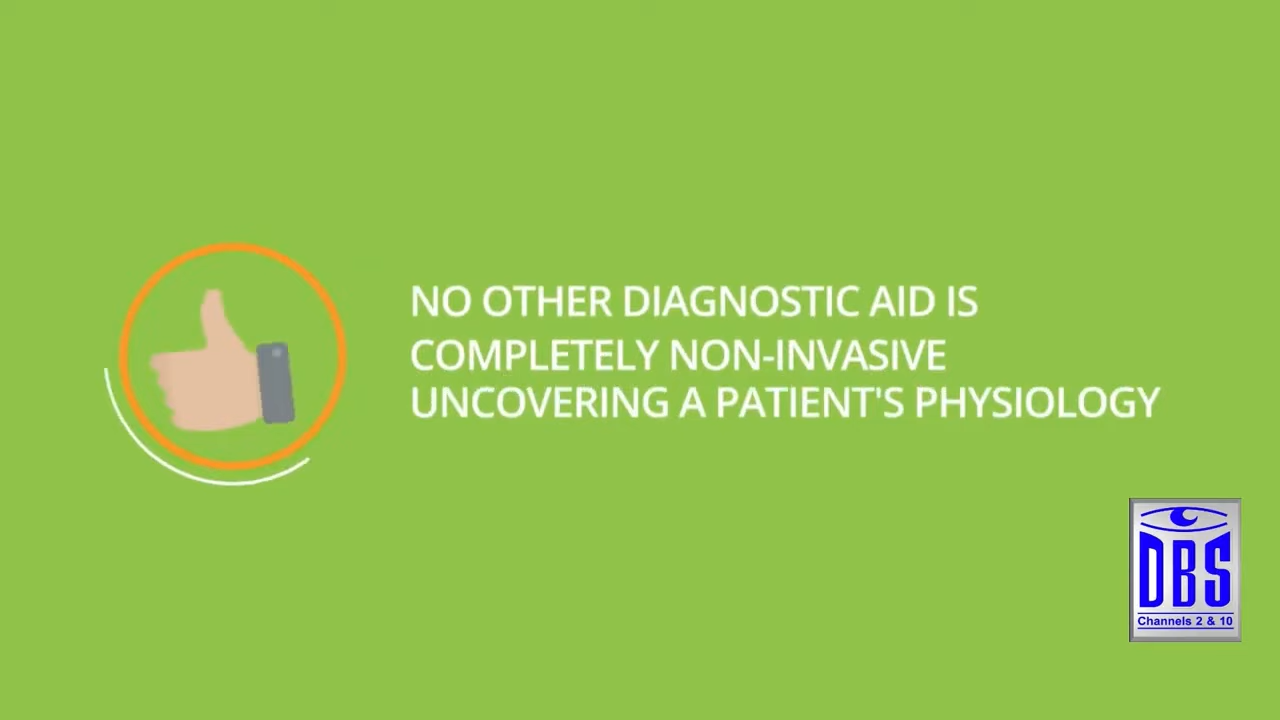 NO OTHER DIAGNOSTIC AID IS
COMPLETELY NON-INVASIVE
UNCOVERING A PATIENT'S PHYSIOLOGY
DBS
Channels 2 & 10